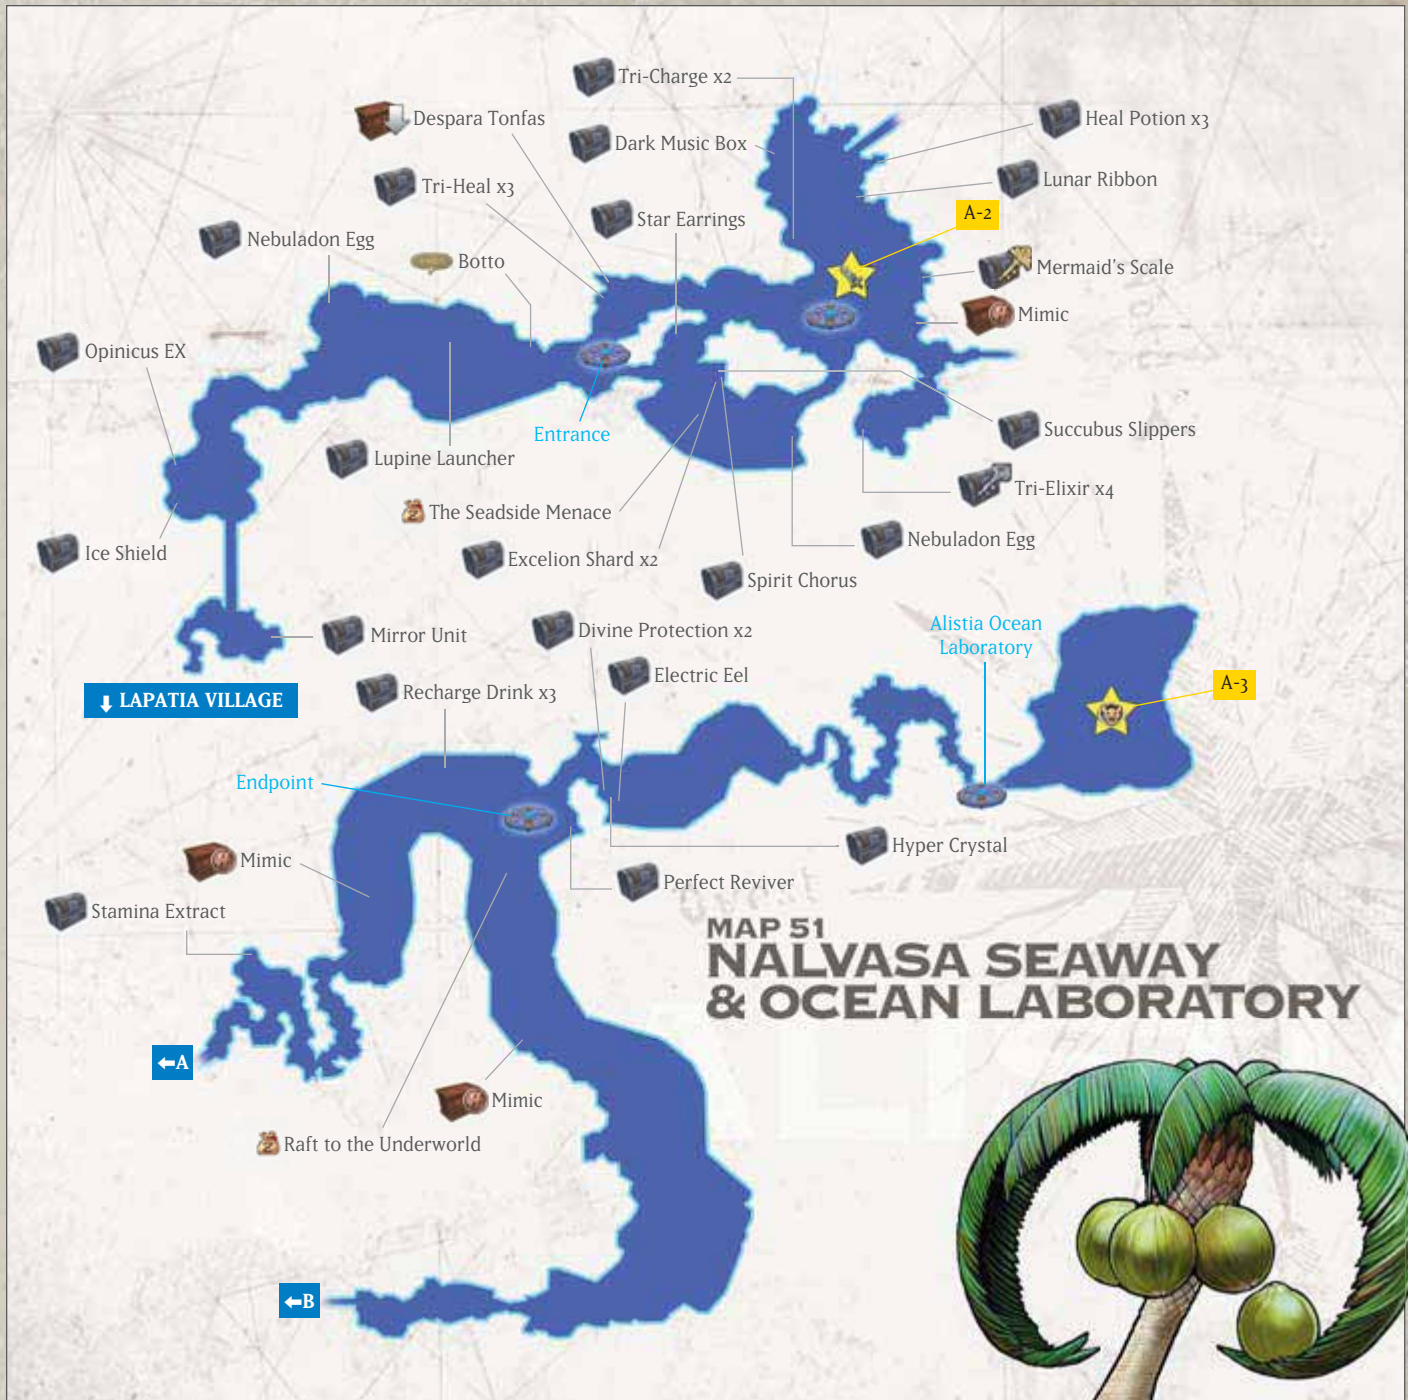 Tri-Charge x2
Despara Tonfas
Heal Potion x3
Dark Music Box
Tri-Heal x3
Lunar Ribbon
A-2
Star Earrings
Nebuladon Egg
Botto
Mermaid's Scale
Mimic
Opinicus EX
Entrance
Succubus Slippers
Lupine Launcher
Tri-Elixir x4
The Seadside Menace
Nebuladon Egg
Ice Shield
Excelion Shard x2
Spirit Chorus
Mirror Unit
Divine Protection x2
Alistia Ocean
Laboratory
Electric Eel
A-3
LAPATIA VILLAGE
Recharge Drink x3
Endpoint
Hyper Crystal
Mimic
Perfect Reviver
Stamina Extract
MAP 51
NALVASA SEAWAY
& OCEAN LABORATORY
A
Mimic
Raft to the Underworld
B